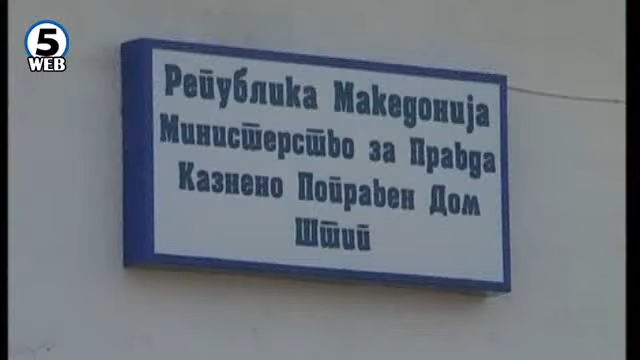 5
WEB
Република Македонија
Министерство за Правда
Казнено Поправен Дом
Штип